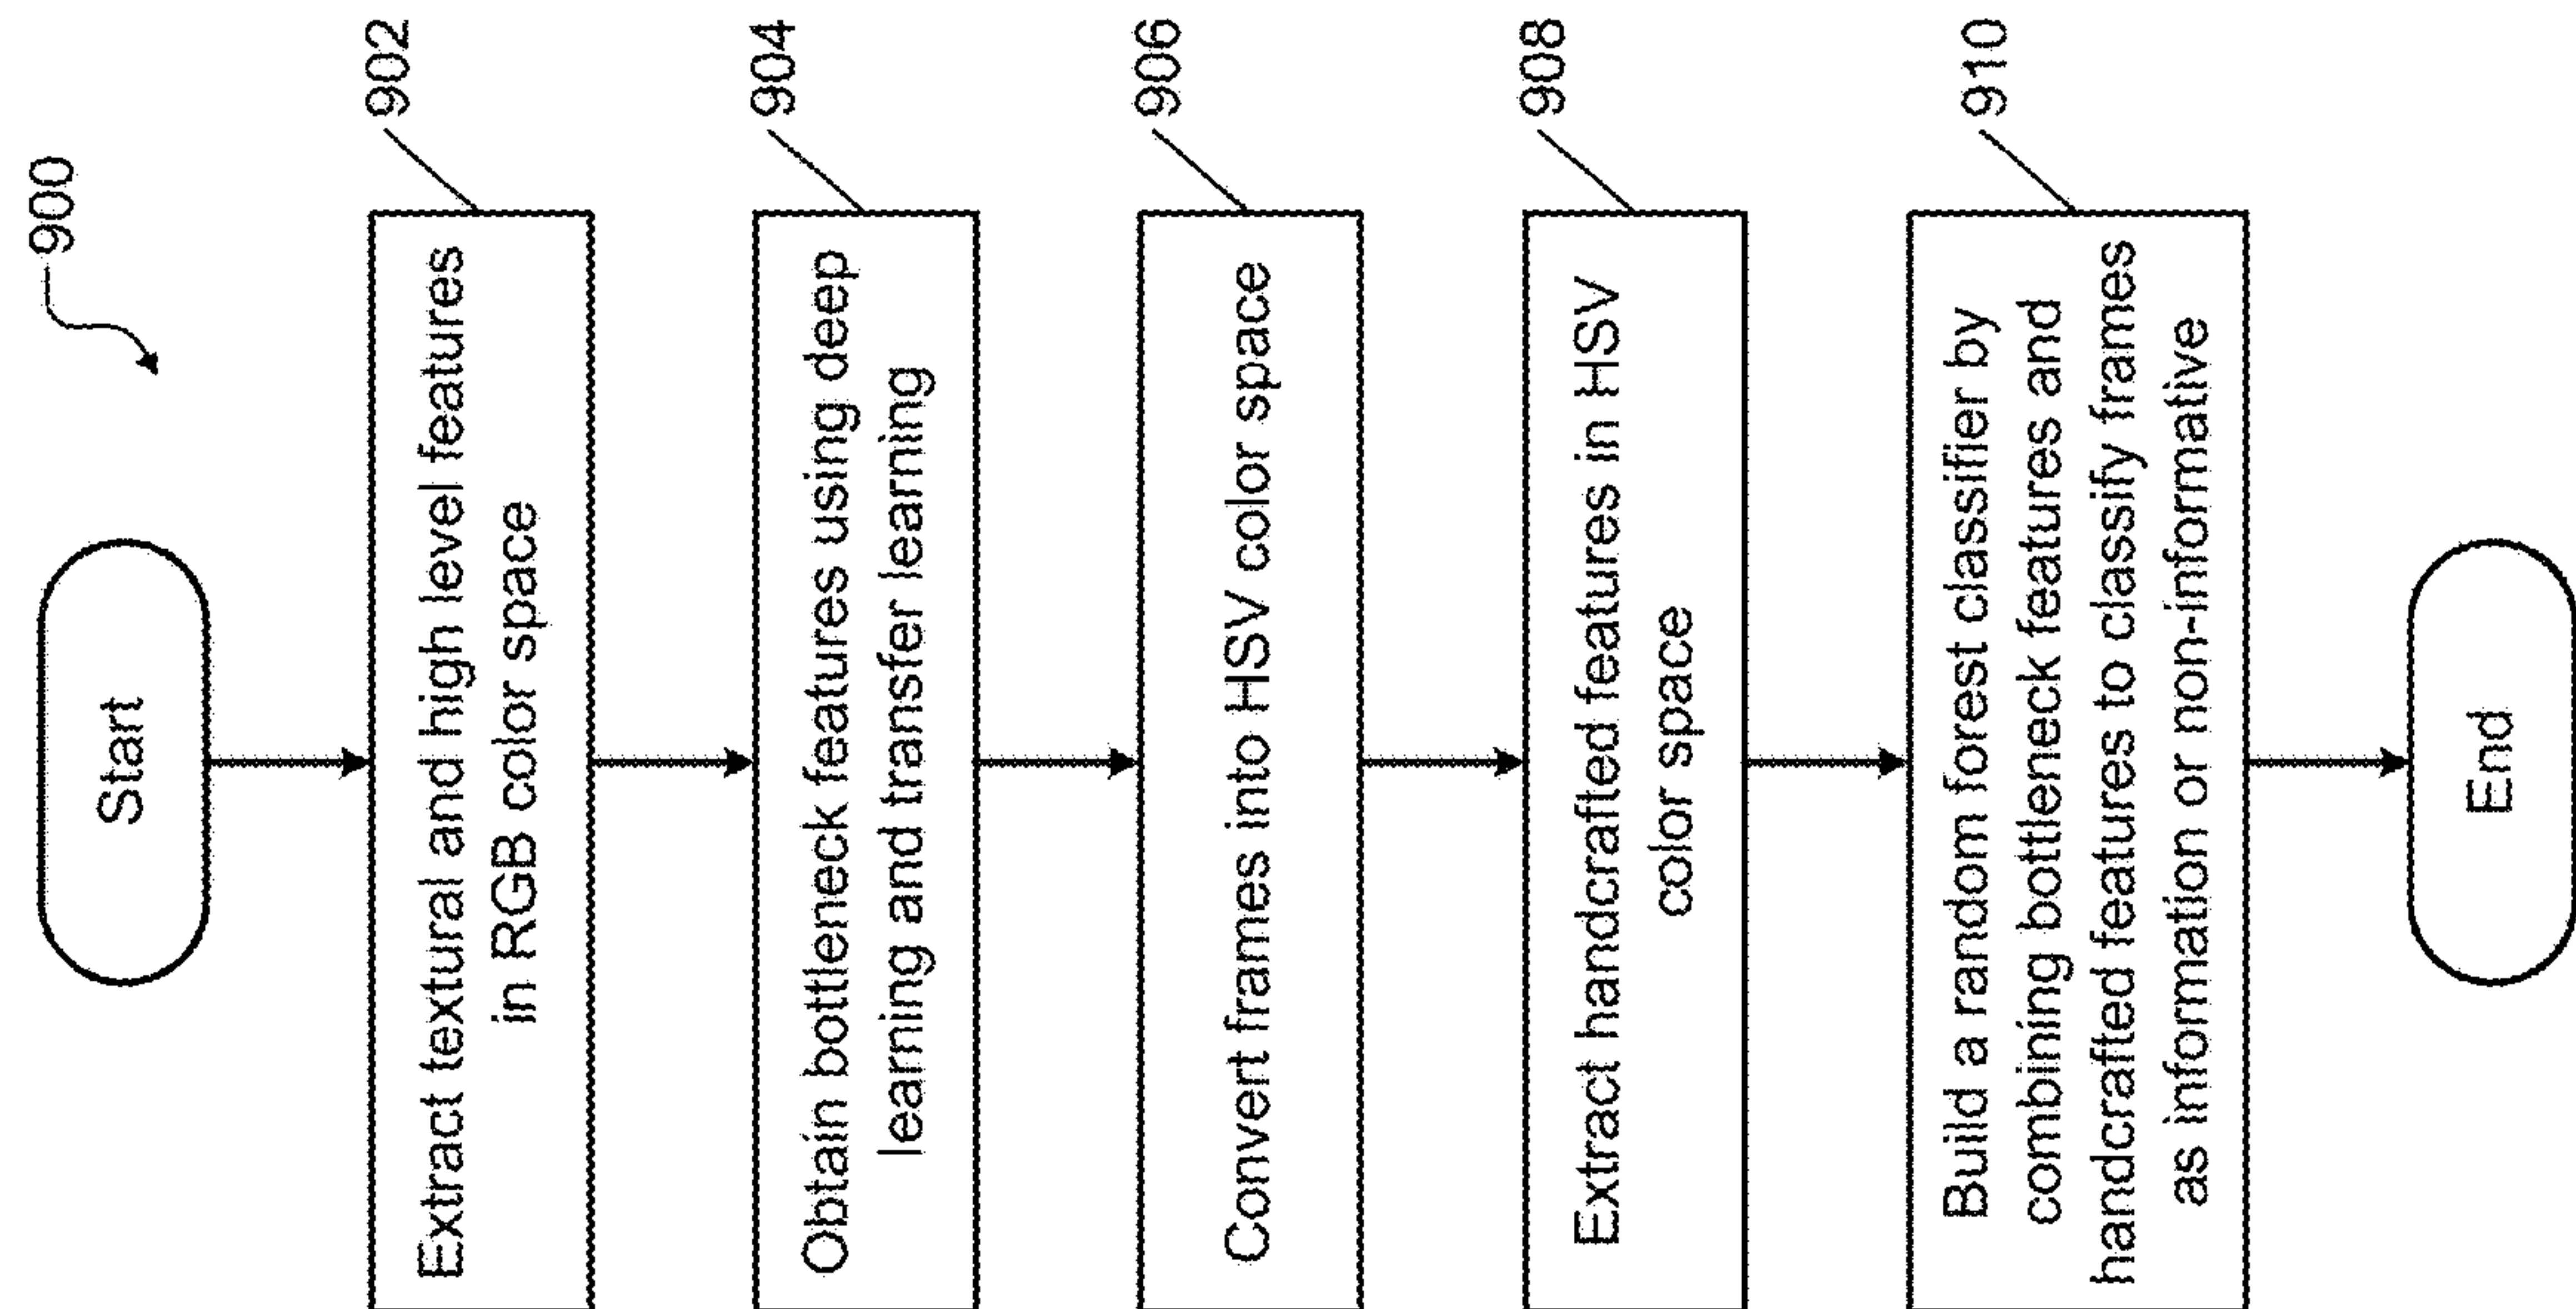 900
Start
902
Extract textural and high level features
in RGB color space
904
Obtain bottleneck features using deep
learning and transfer learning
906
Convert frames into HSV color space
908
Extract handcrafted features in HSV
color space
910
Build a random forest classifier by
combining bottleneck features and
handcrafted features to classify frames
as information or non-informative
End